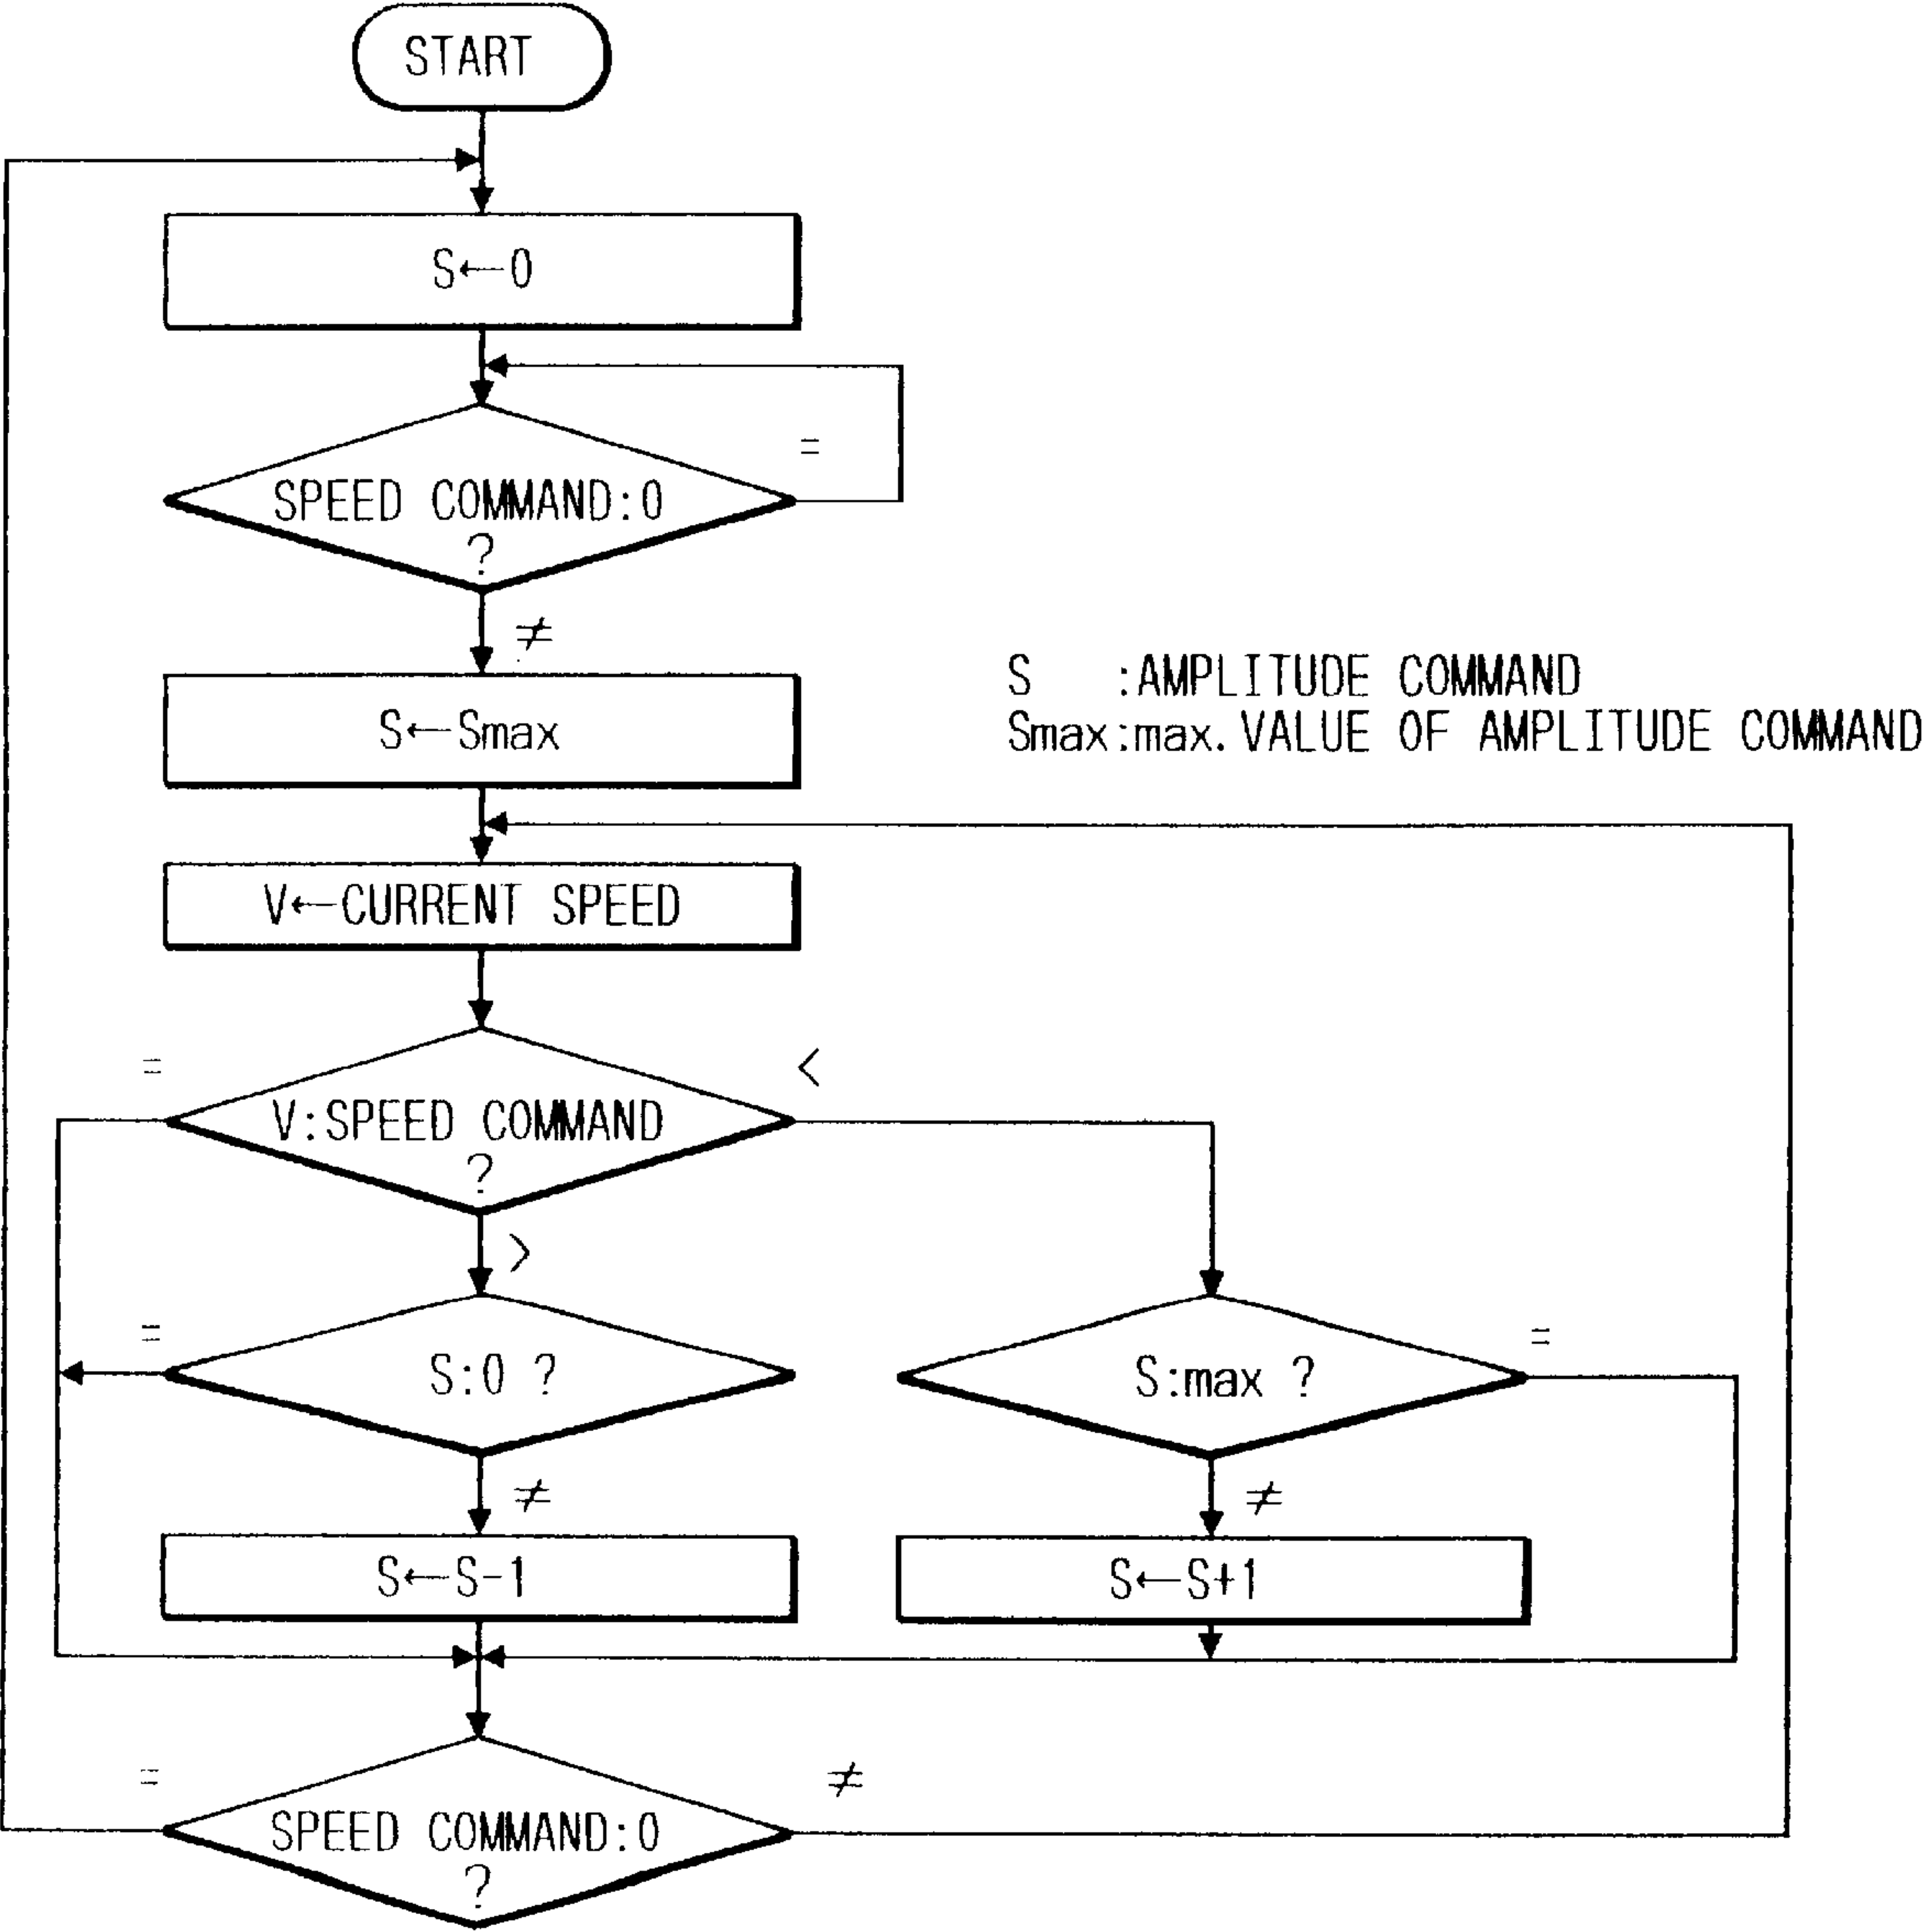 START
S←0
=
SPEED COMMAND:0
?
≠
S :AMPLITUDE COMMAND
S←Smax
Smax:max.VALUE OF AMPLITUDE COMMAND
V←CURRENT SPEED
= <
V:SPEED COMMAND
?
>
= =
S:0 ? S:max ?
≠ ≠
S←S-1 S←S+1
= ≠
SPEED COMMAND:0
?